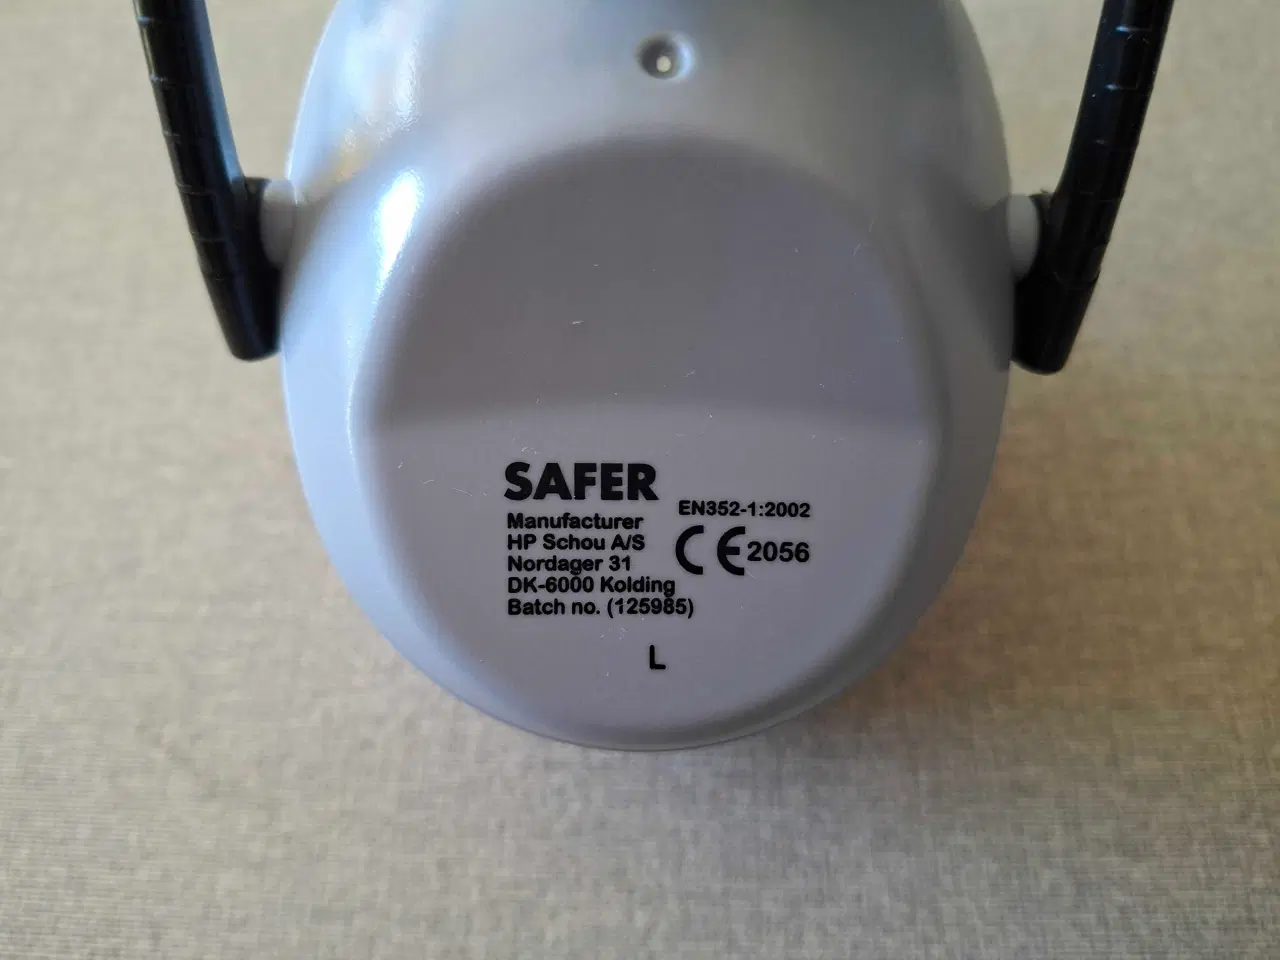 SAFER
Manufacturer
HP Schou A/S
Nordager 31
DK-6000 Kolding
Batch no. (125985)
EN352-1:2002
CE 2056
L